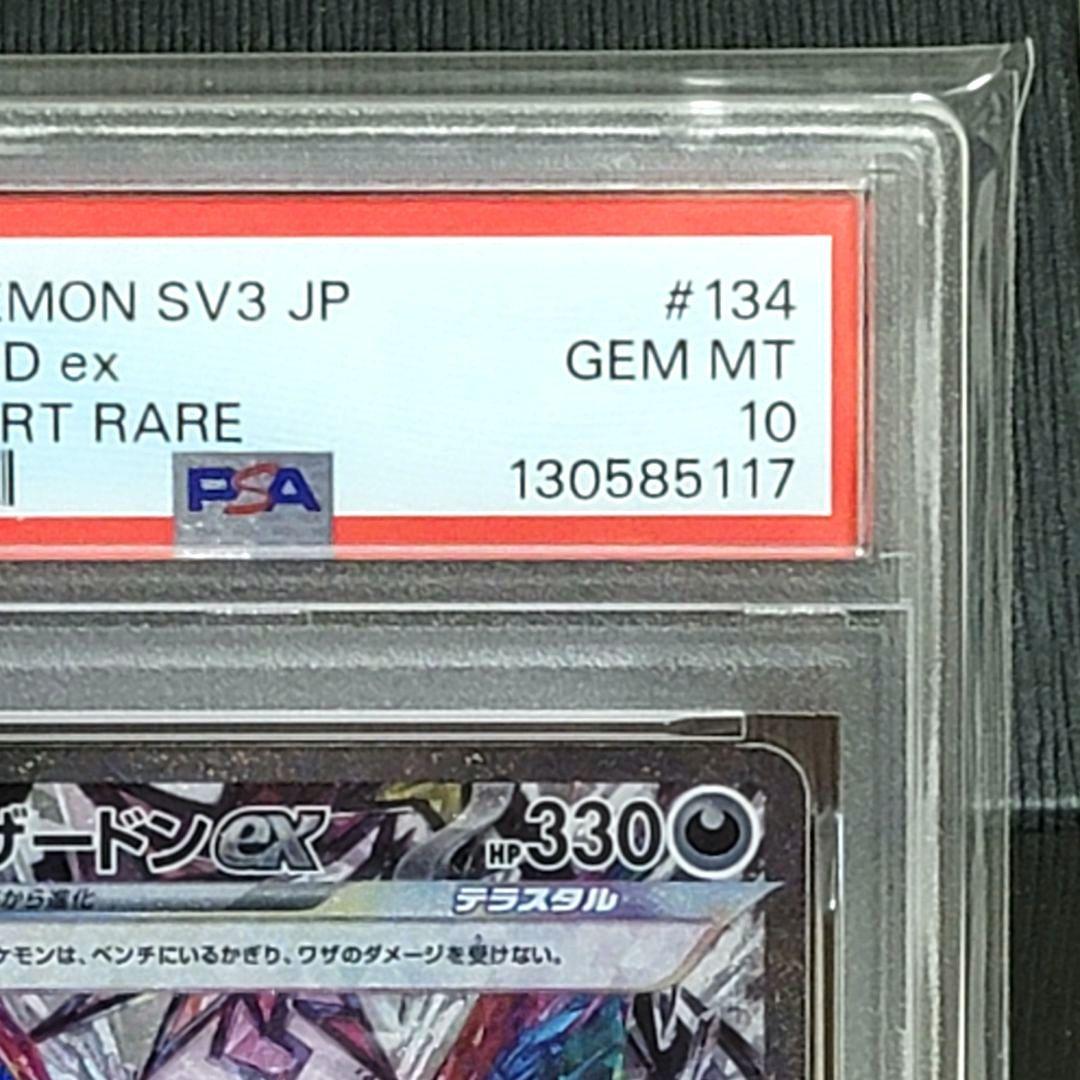 EMON SV3 JP #134
D ex GEM MT
RT RARE 10
PSA 130585117
ザードンex HP330
から進化 テラスタル
ケモンは、ベンチにいるかぎり、ワザのダメージを受けない。